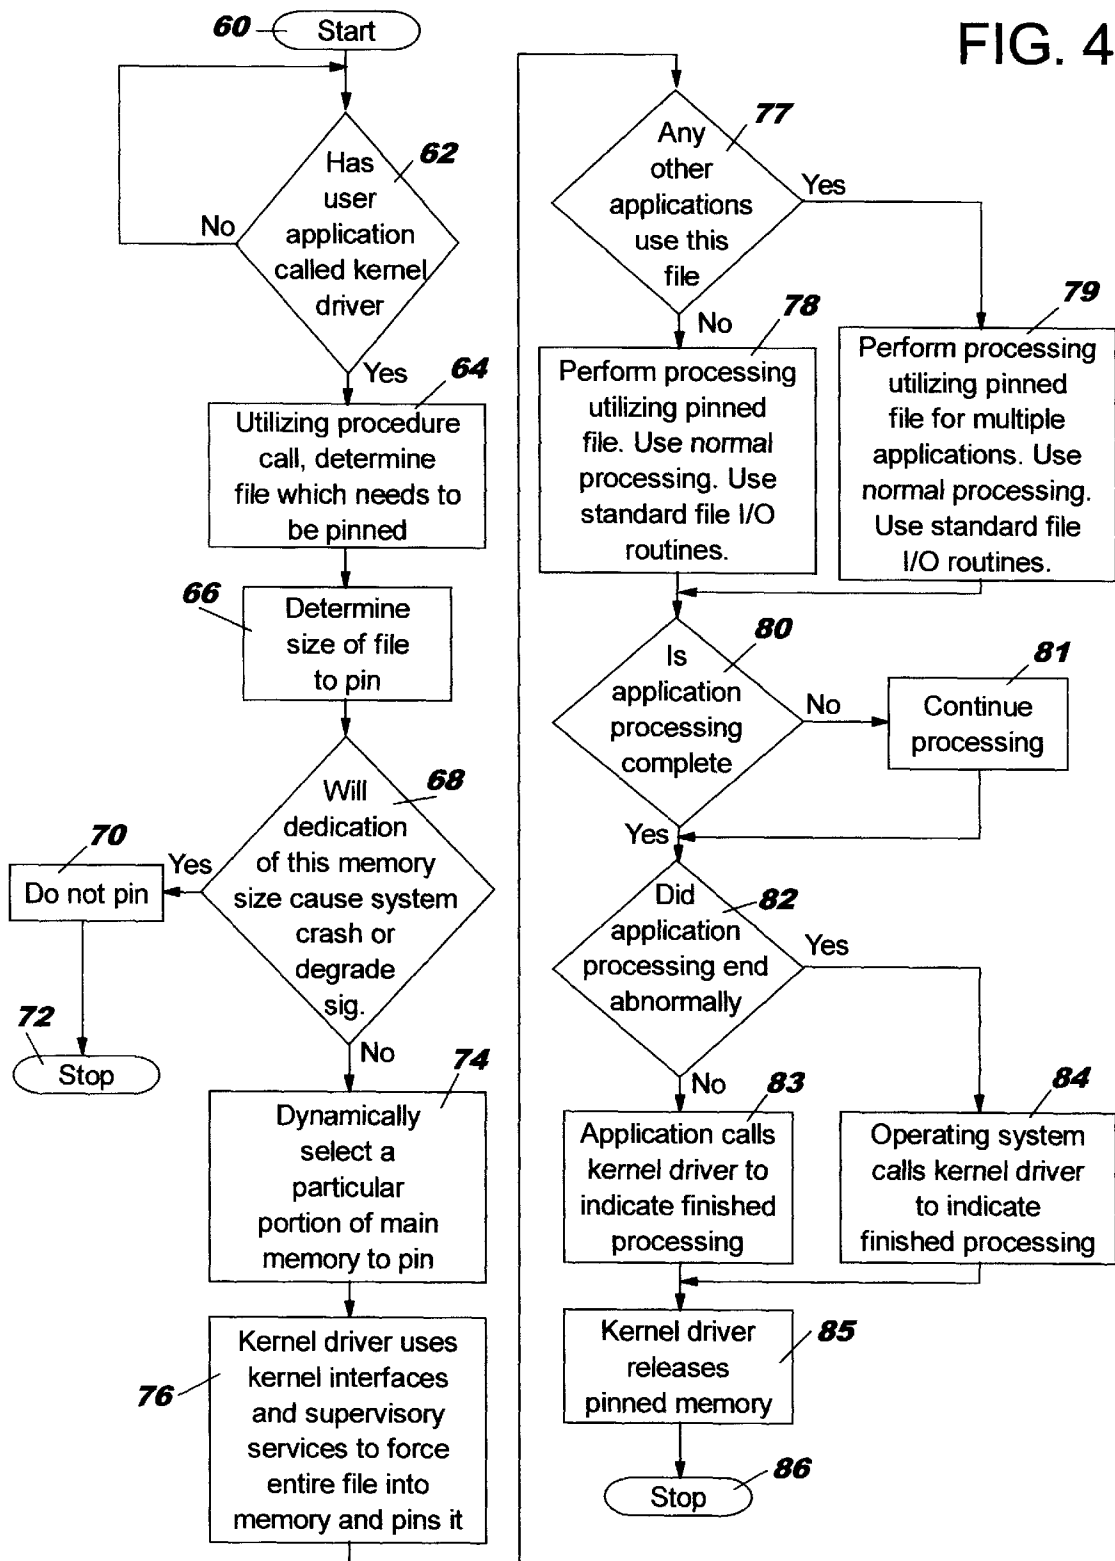 FIG. 4
60
Start
62
Has
user
application
called kernel
driver
No
Yes
64
Utilizing procedure
call, determine
file which needs to
be pinned
66
Determine
size of file
to pin
68
Will
dedication
of this memory
size cause system
crash or
degrade
sig.
Yes
70
Do not pin
72
Stop
No
74
Dynamically
select a
particular
portion of main
memory to pin
76
Kernel driver uses
kernel interfaces
and supervisory
services to force
entire file into
memory and pins it
77
Any
other
applications
use this
file
Yes
No
78
Perform processing
utilizing pinned
file. Use normal
processing. Use
standard file I/O
routines.
79
Perform processing
utilizing pinned
file for multiple
applications. Use
normal processing.
Use standard file
I/O routines.
80
Is
application
processing
complete
No
81
Continue
processing
Yes
82
Did
application
processing end
abnormally
Yes
No
83
Application calls
kernel driver to
indicate finished
processing
84
Operating system
calls kernel driver
to indicate
finished processing
85
Kernel driver
releases
pinned memory
86
Stop